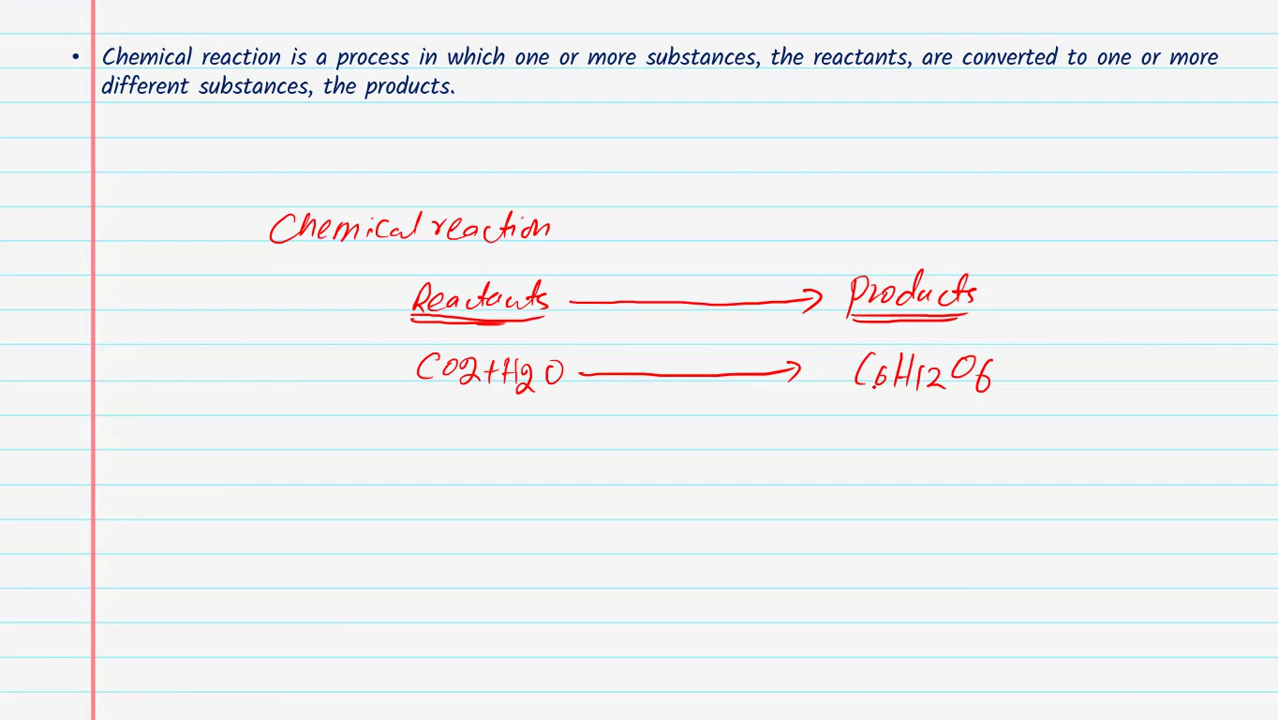 • Chemical reaction is a process in which one or more substances, the reactants, are converted to one or more
different substances, the products.
Chemical reaction
Reactants → Products
CO2+H2O → C6H12O6